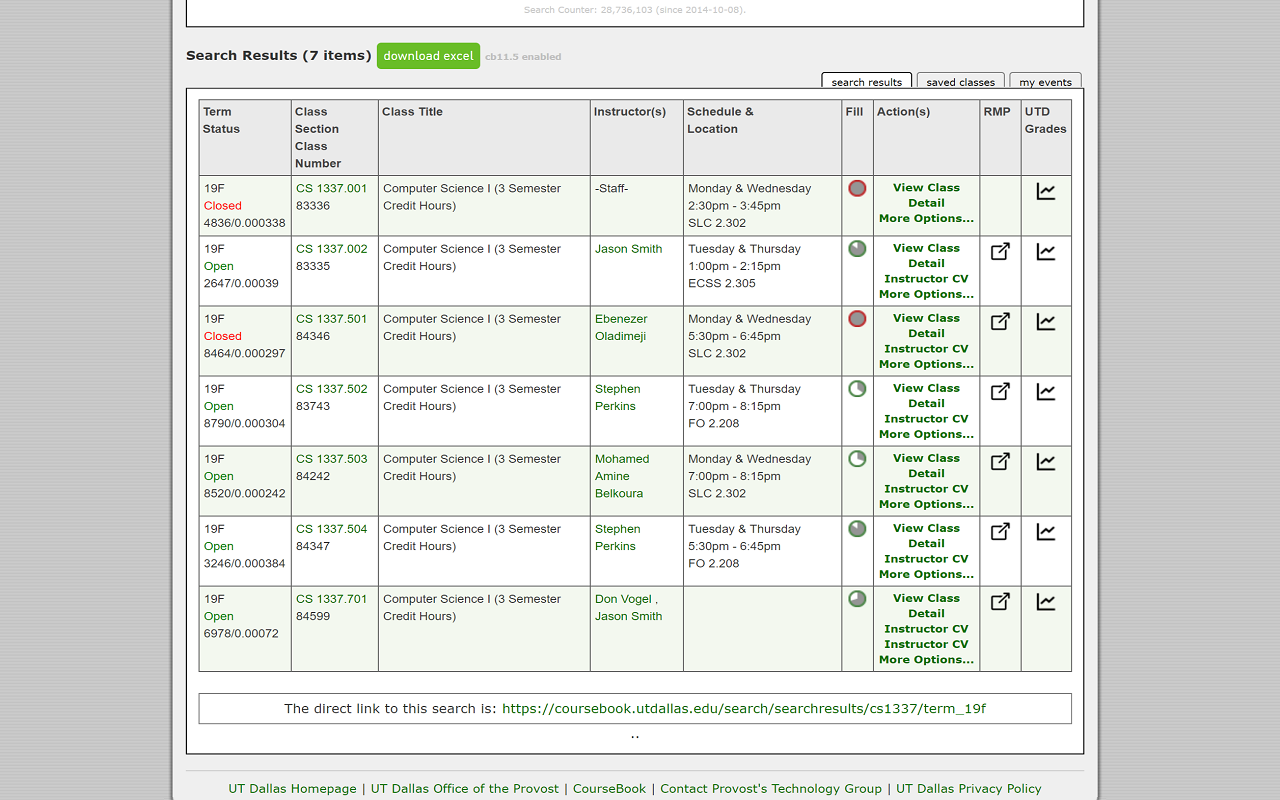 Search Counter: 28,736,103 (since 2014-10-08).
Search Results (7 items) download excel cb11.5 enabled
search results saved classes my events
Term Status
Class Section Class Number
Class Title
Instructor(s)
Schedule & Location
Fill
Action(s)
RMP
UTD Grades
19F
Closed
4836/0.000338
CS 1337.001
83336
Computer Science I (3 Semester
Credit Hours)
-Staff-
Monday & Wednesday
2:30pm - 3:45pm
SLC 2.302
View Class
Detail
More Options...
19F
Open
2647/0.00039
CS 1337.002
83335
Computer Science I (3 Semester
Credit Hours)
Jason Smith
Tuesday & Thursday
1:00pm - 2:15pm
ECSS 2.305
View Class
Detail
Instructor CV
More Options...
19F
Closed
8464/0.000297
CS 1337.501
84346
Computer Science I (3 Semester
Credit Hours)
Ebenezer
Oladimeji
Monday & Wednesday
5:30pm - 6:45pm
SLC 2.302
View Class
Detail
Instructor CV
More Options...
19F
Open
8790/0.000304
CS 1337.502
83743
Computer Science I (3 Semester
Credit Hours)
Stephen
Perkins
Tuesday & Thursday
7:00pm - 8:15pm
FO 2.208
View Class
Detail
Instructor CV
More Options...
19F
Open
8520/0.000242
CS 1337.503
84242
Computer Science I (3 Semester
Credit Hours)
Mohamed
Amine
Belkoura
Monday & Wednesday
7:00pm - 8:15pm
SLC 2.302
View Class
Detail
Instructor CV
More Options...
19F
Open
3246/0.000384
CS 1337.504
84347
Computer Science I (3 Semester
Credit Hours)
Stephen
Perkins
Tuesday & Thursday
5:30pm - 6:45pm
FO 2.208
View Class
Detail
Instructor CV
More Options...
19F
Open
6978/0.00072
CS 1337.701
84599
Computer Science I (3 Semester
Credit Hours)
Don Vogel ,
Jason Smith
View Class
Detail
Instructor CV
Instructor CV
More Options...
The direct link to this search is: https://coursebook.utdallas.edu/search/searchresults/cs1337/term_19f
..
UT Dallas Homepage | UT Dallas Office of the Provost | CourseBook | Contact Provost's Technology Group | UT Dallas Privacy Policy